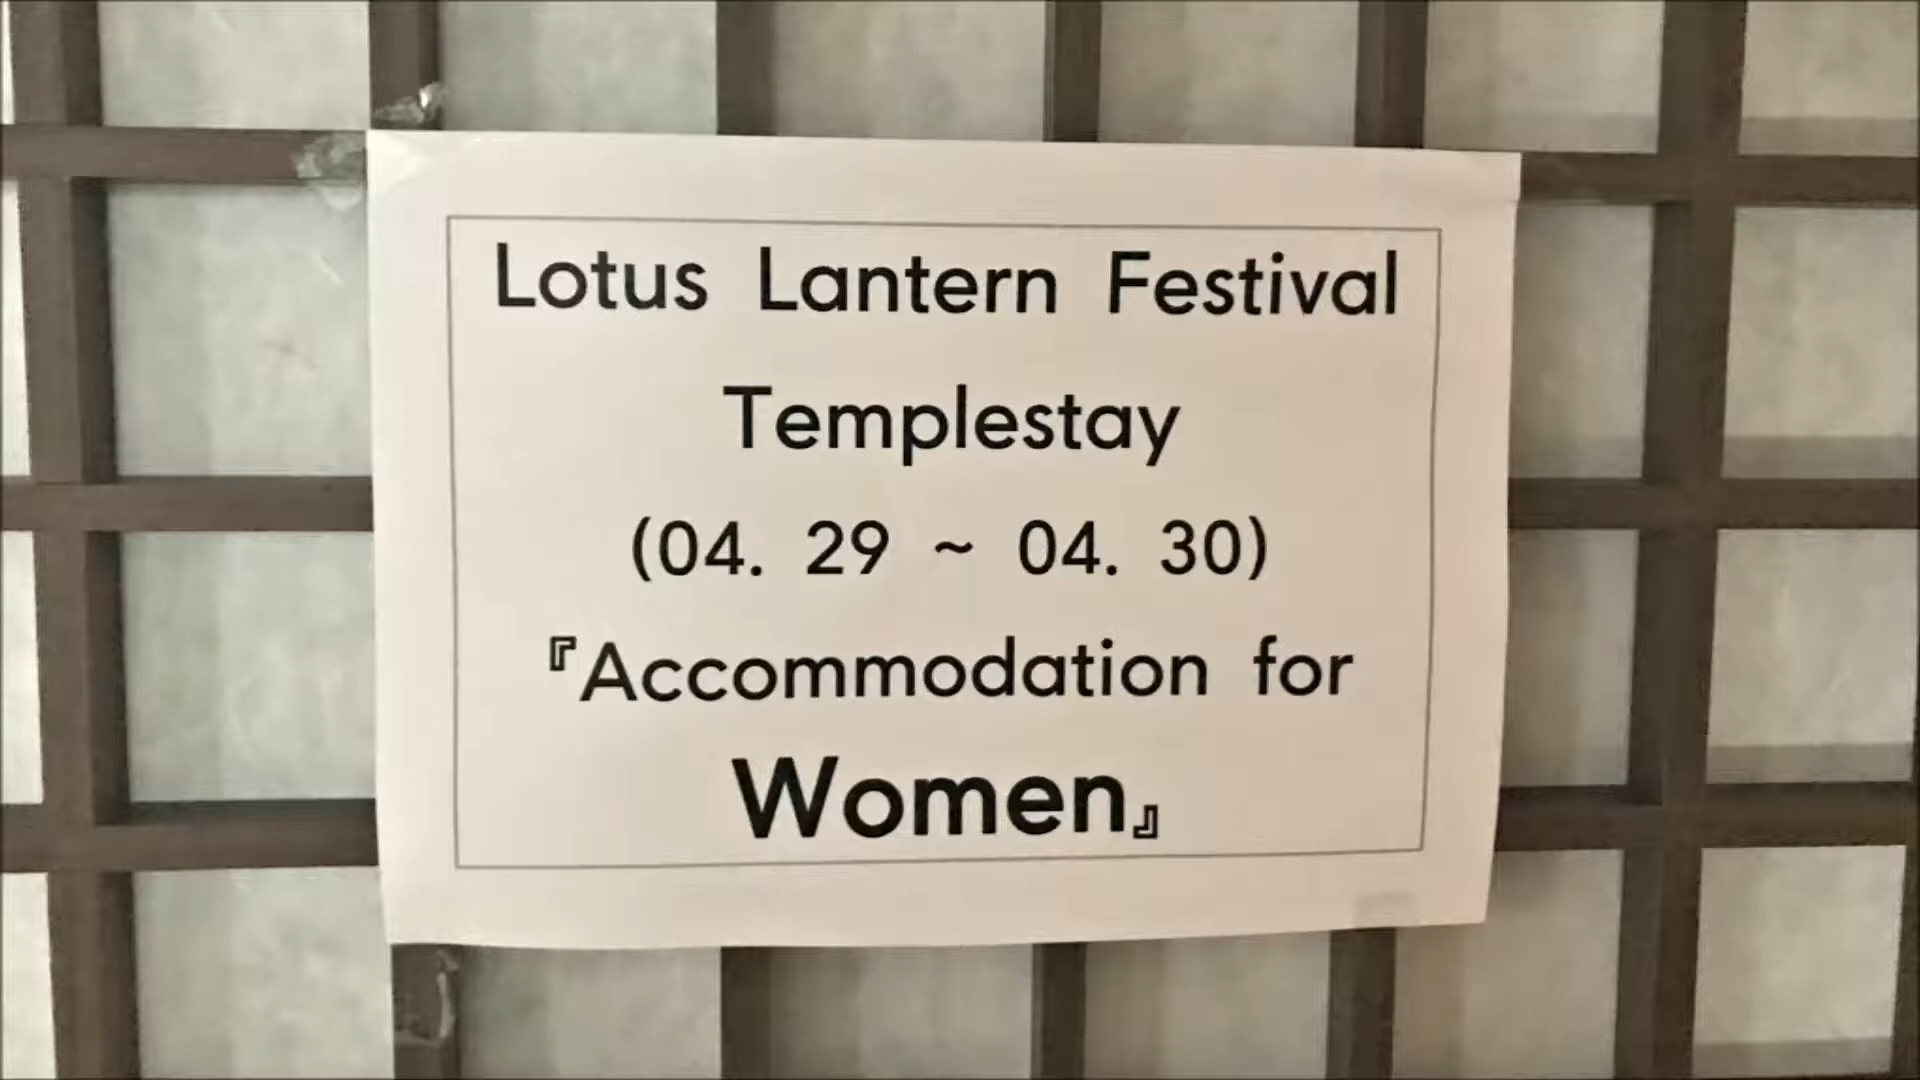 Lotus Lantern Festival
Templestay
(04. 29 ~ 04. 30)
『Accommodation for
Women』